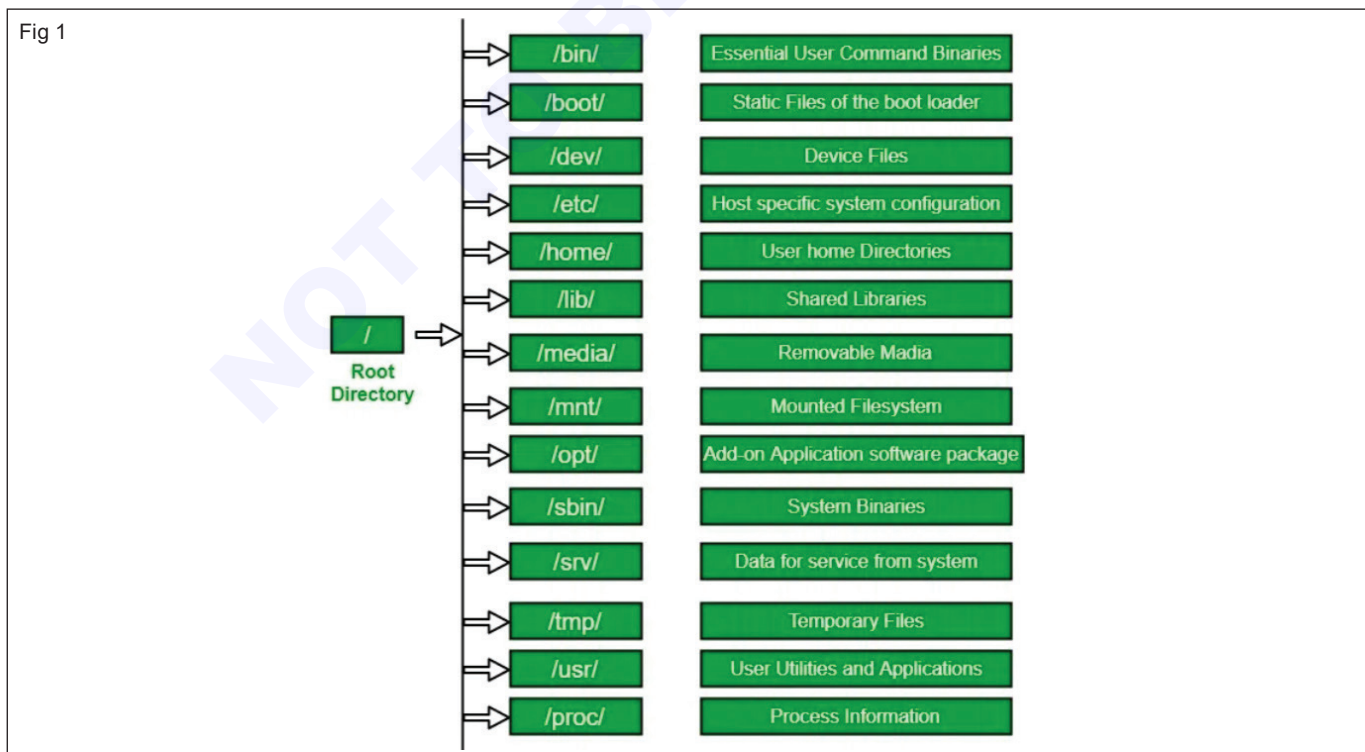 Fig 1
/bin/ Essential User Command Binaries
/boot/ Static Files of the boot loader
/dev/ Device Files
/etc/ Host specific system configuration
/home/ User home Directories
/lib/ Shared Libraries
/ 
/media/ Removable Madia
Root
Directory
/mnt/ Mounted Filesystem
/opt/ Add-on Application software package
/sbin/ System Binaries
/srv/ Data for service from system
/tmp/ Temporary Files
/usr/ User Utilities and Applications
/proc/ Process Information
NOT TO B